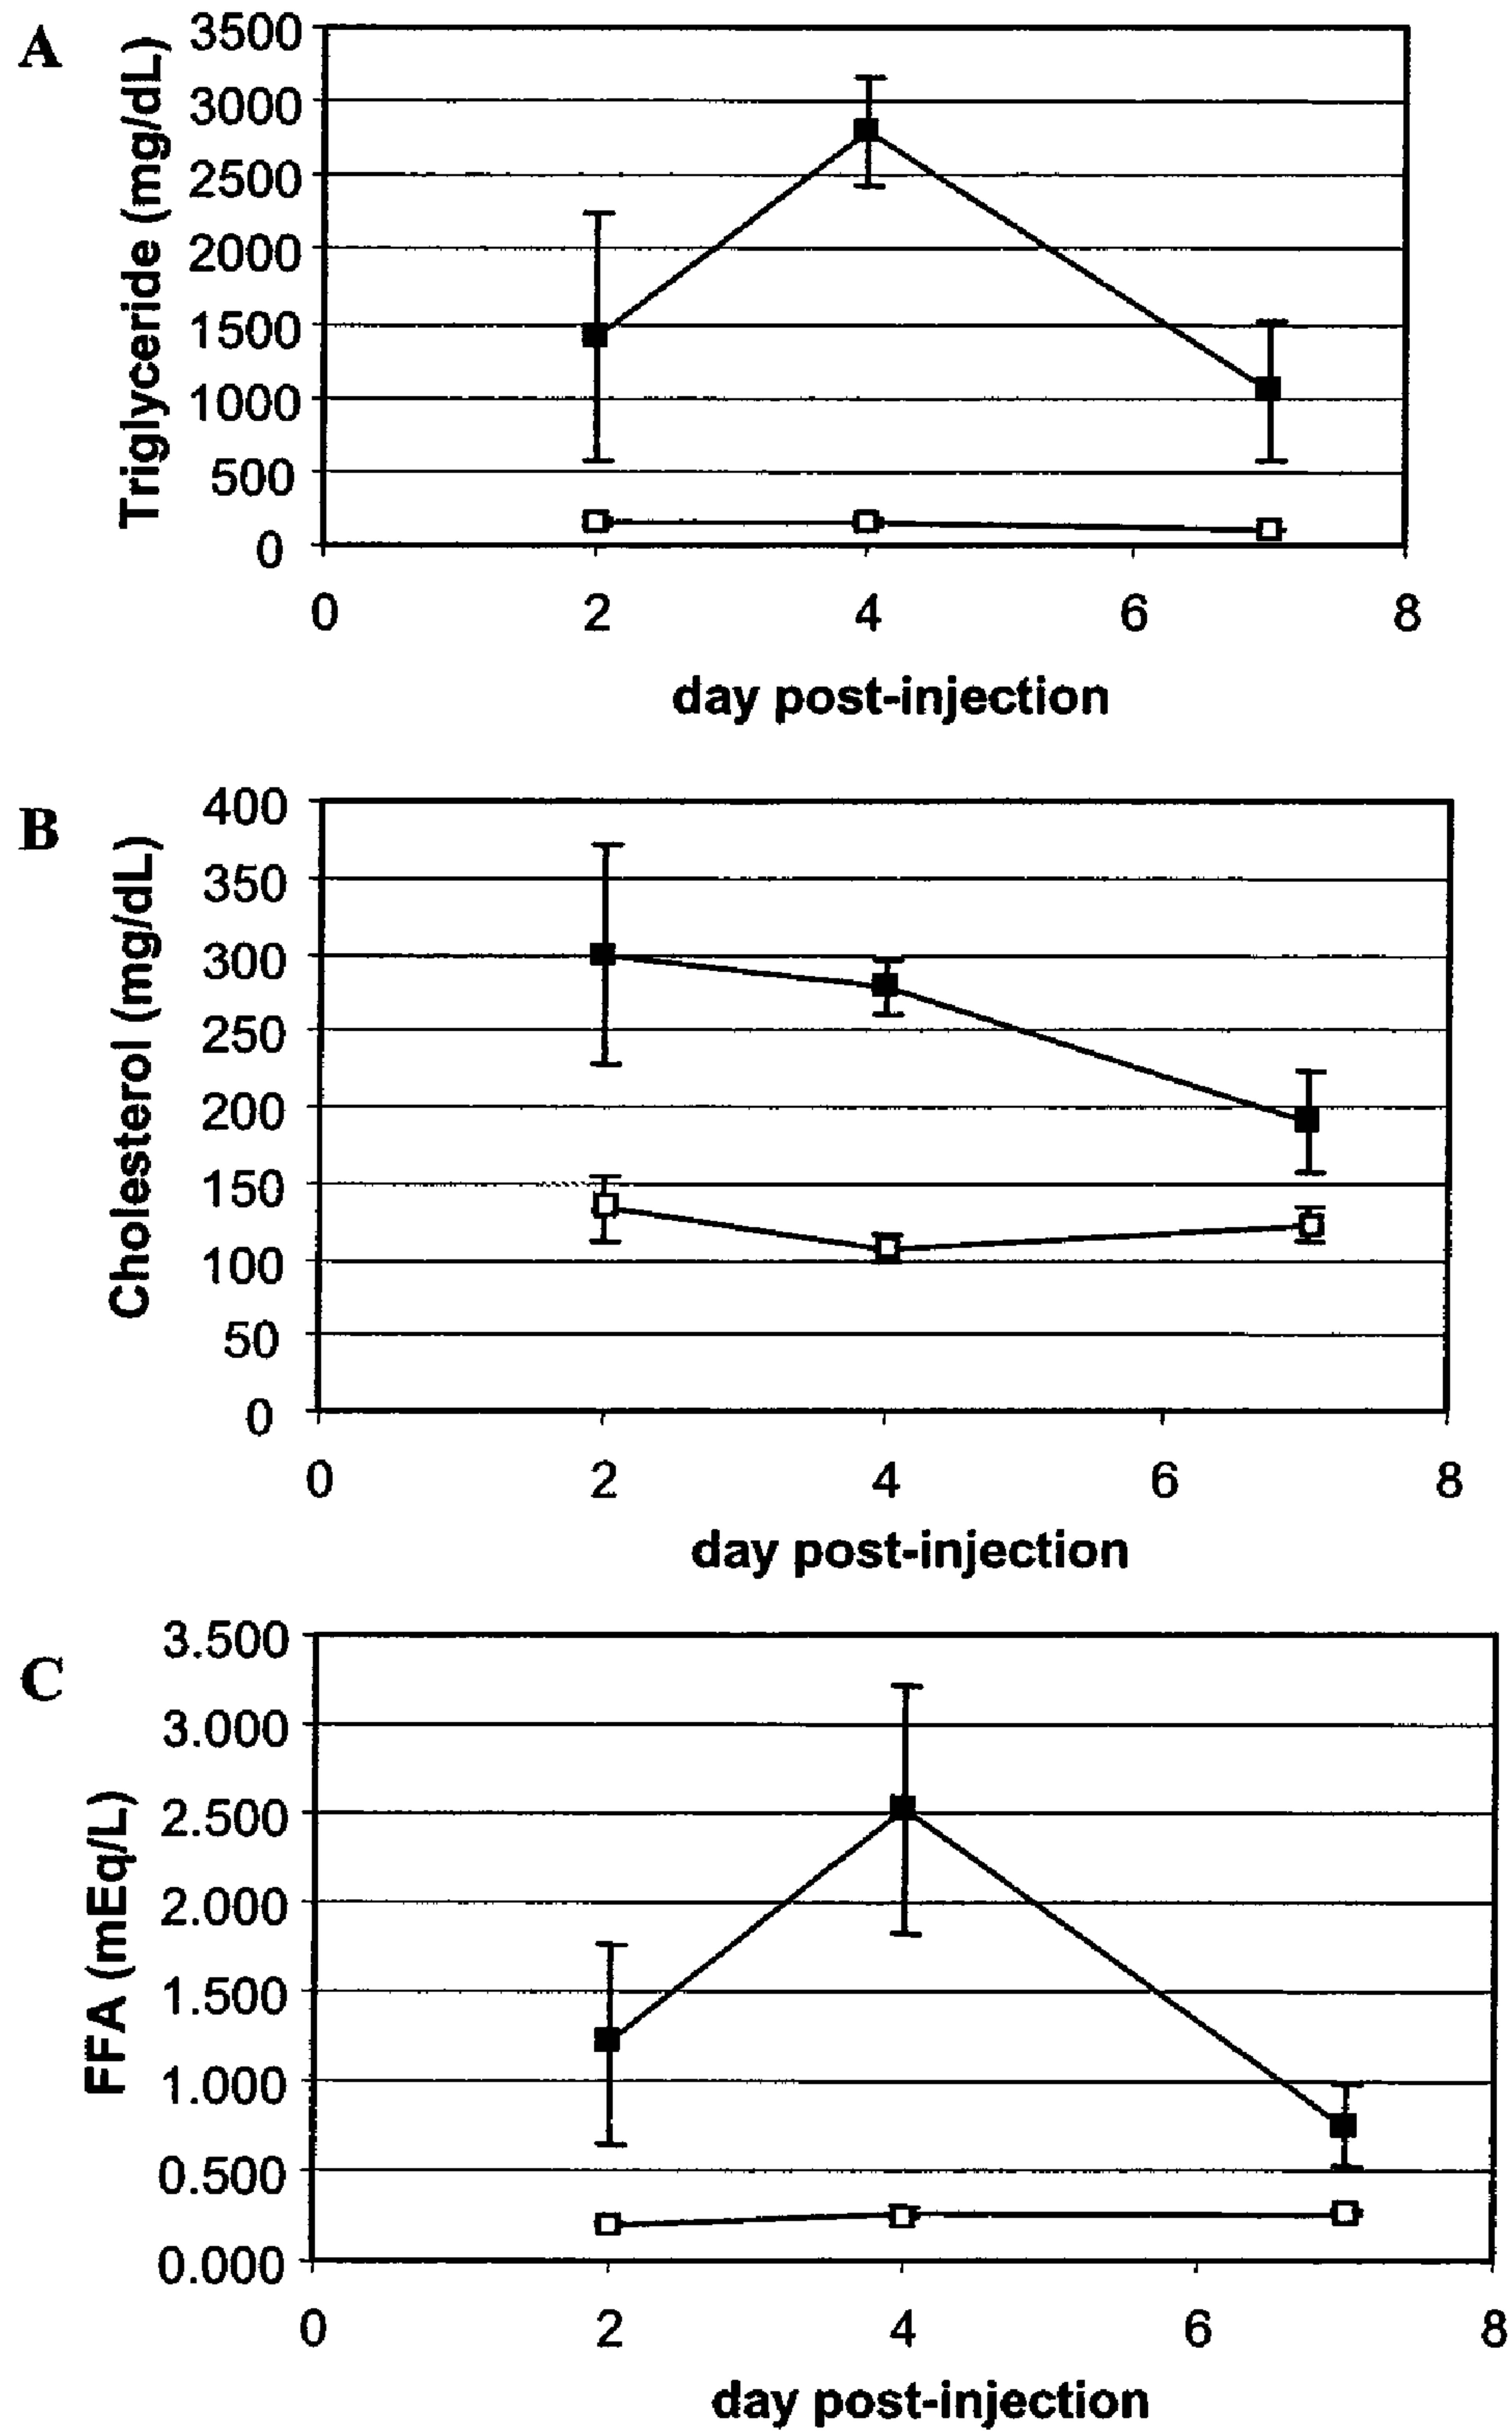 A
Triglyceride (mg/dL)
3500
3000
2500
2000
1500
1000
500
0
0 2 4 6 8
day post-injection
B
Cholesterol (mg/dL)
400
350
300
250
200
150
100
50
0
0 2 4 6 8
day post-injection
C
FFA (mEq/L)
3.500
3.000
2.500
2.000
1.500
1.000
0.500
0.000
0 2 4 6 8
day post-injection